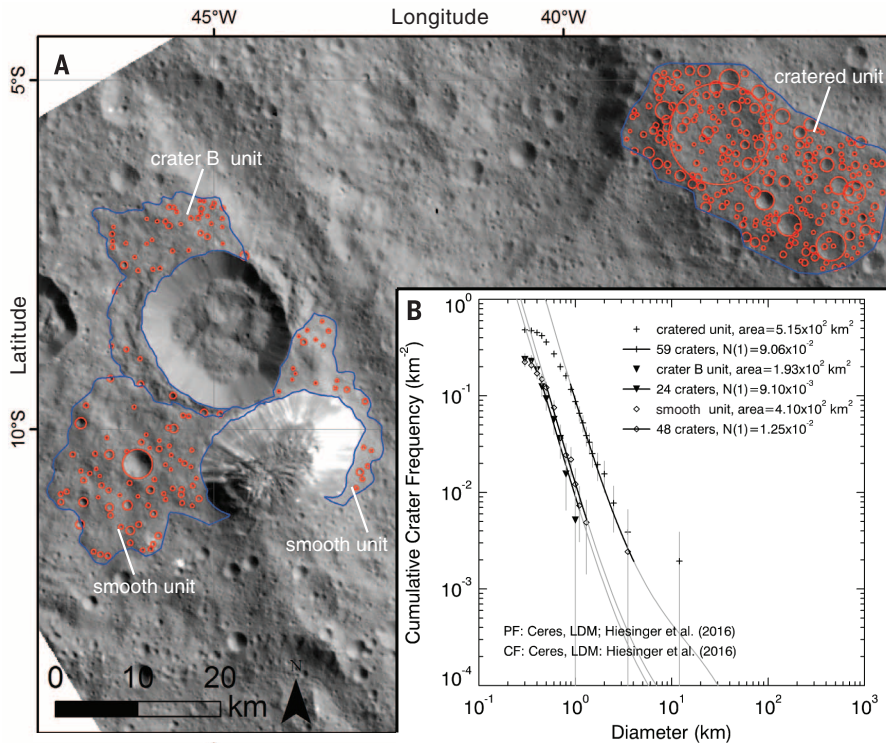 Longitude
45°W
40°W
A
5°S
cratered unit
crater B unit
Latitude
10°S
smooth unit
smooth unit
N
0 10 20
km
B
10⁰
10⁻¹
10⁻²
10⁻³
10⁻⁴
Cumulative Crater Frequency (km⁻²)
cratered unit, area=5.15x10² km²
59 craters, N(1)=9.06x10⁻²
crater B unit, area=1.93x10² km²
24 craters, N(1)=9.10x10⁻³
smooth unit, area=4.10x10² km²
48 craters, N(1)=1.25x10⁻²
PF: Ceres, LDM; Hiesinger et al. (2016)
CF: Ceres, LDM; Hiesinger et al. (2016)
10⁻¹ 10⁰ 10¹ 10² 10³
Diameter (km)